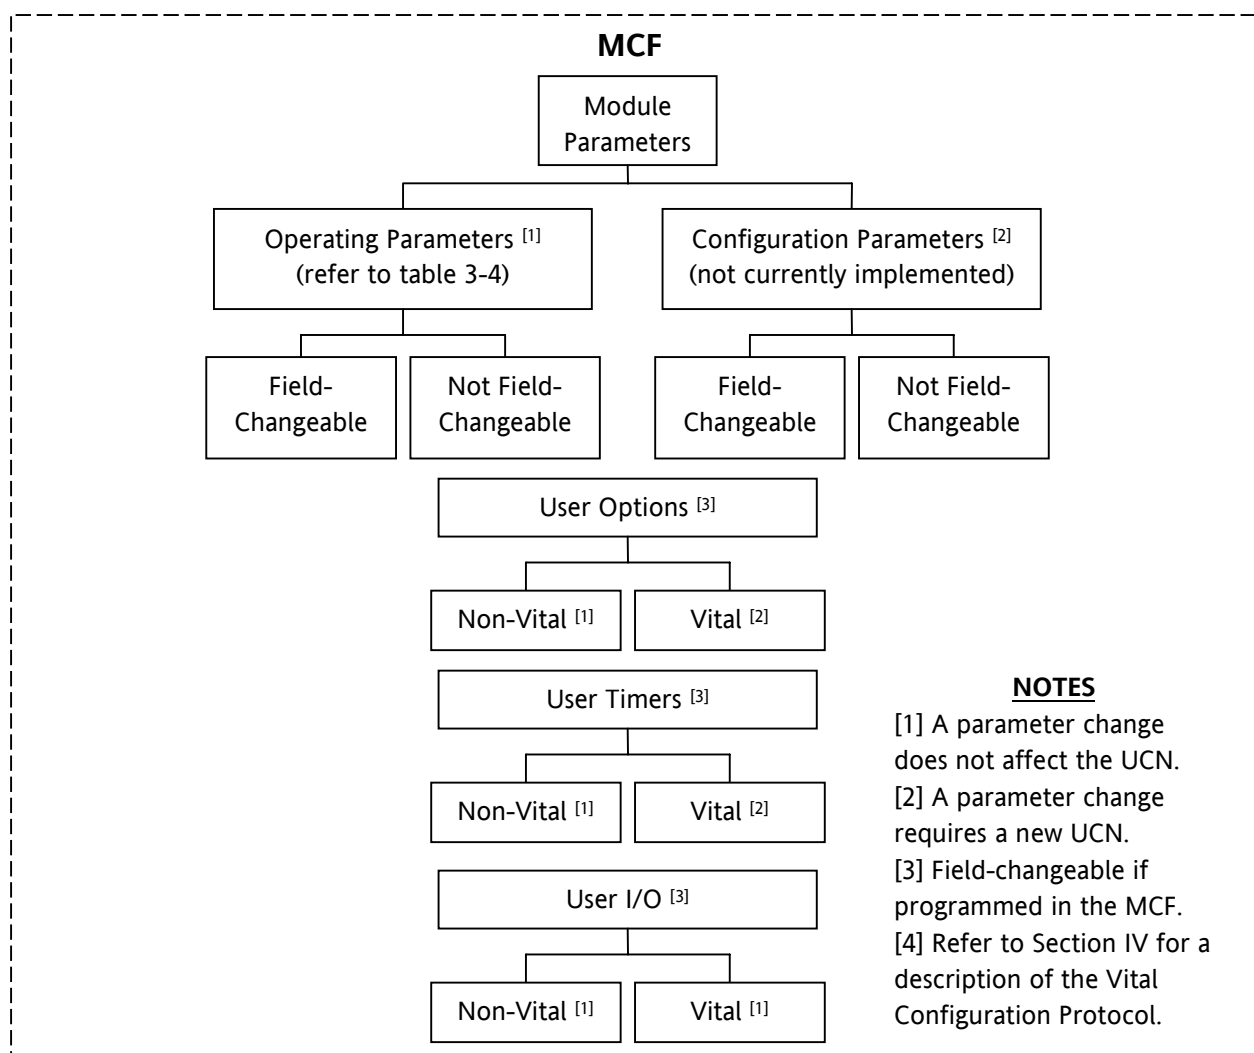 MCF
Module
Parameters
Operating Parameters [1]
(refer to table 3-4)
Configuration Parameters [2]
(not currently implemented)
Field-
Changeable
Not Field-
Changeable
Field-
Changeable
Not Field-
Changeable
User Options [3]
Non-Vital [1]
Vital [2]
User Timers [3]
Non-Vital [1]
Vital [2]
User I/O [3]
Non-Vital [1]
Vital [1]
NOTES
[1] A parameter change
does not affect the UCN.
[2] A parameter change
requires a new UCN.
[3] Field-changeable if
programmed in the MCF.
[4] Refer to Section IV for a
description of the Vital
Configuration Protocol.